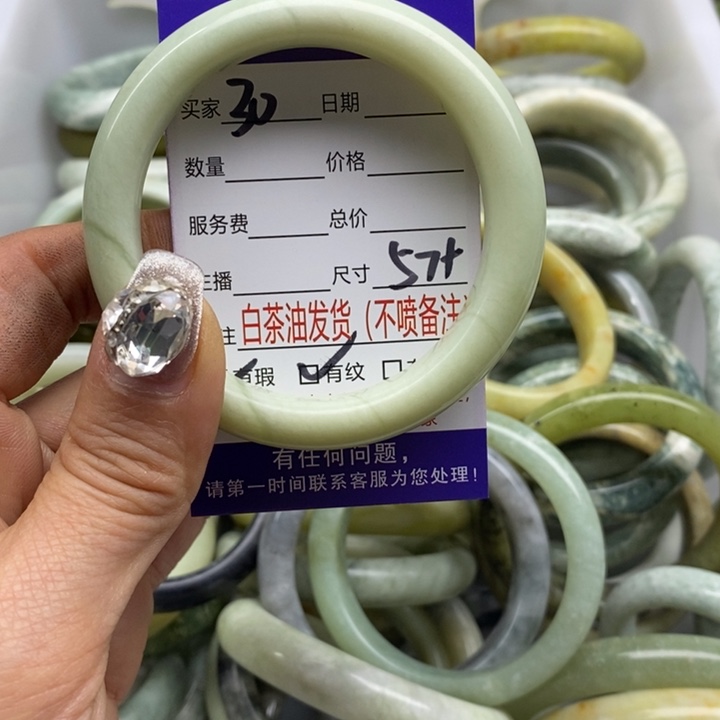 买家 30 日期
数量 价格
服务费 总价
主播 尺寸 57+
注 白茶油发货（不喷备注
有瑕 有纹
有任何问题，
请第一时间联系客服为您处理！